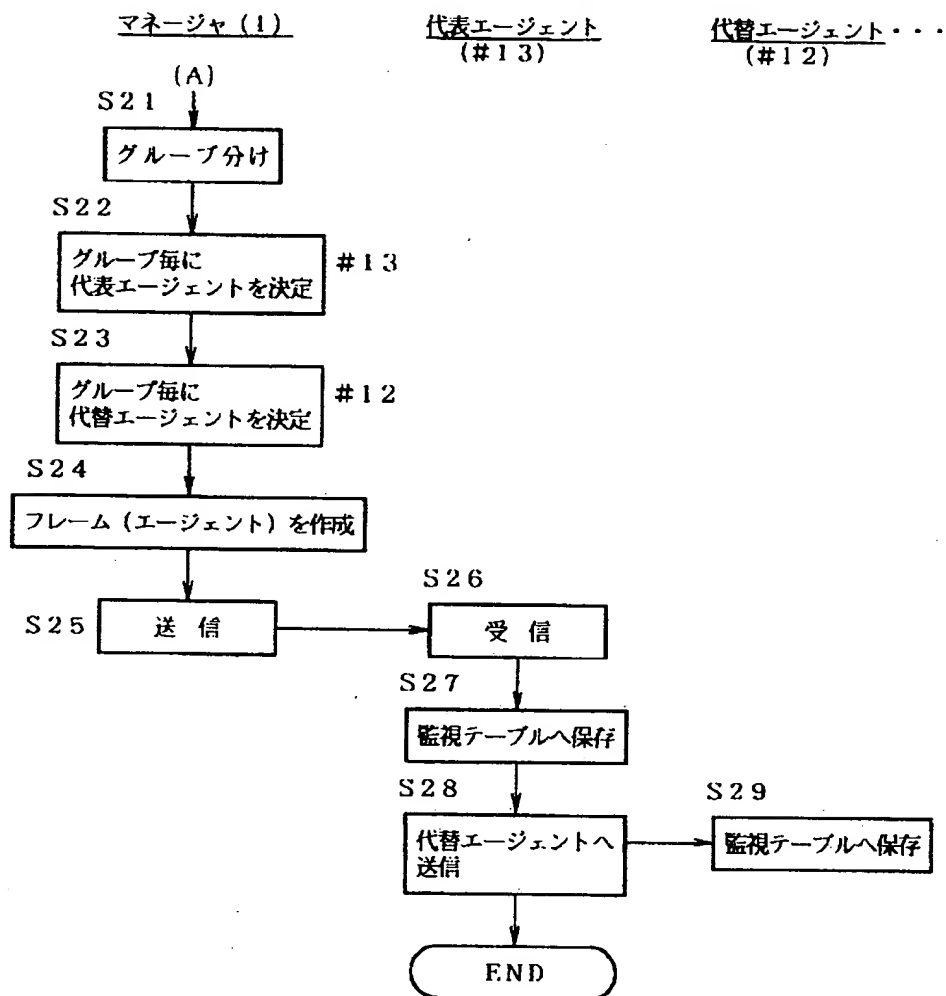 マネージャ(1)
代表エージェント
(#13)
代替エージェント・・・
(#12)
(A)
S21
グループ分け
S22
グループ毎に
代表エージェントを決定
#13
S23
グループ毎に
代替エージェントを決定
#12
S24
フレーム(エージェント)を作成
S25
送信
S26
受信
S27
監視テーブルへ保存
S28
代替エージェントへ
送信
S29
監視テーブルへ保存
END